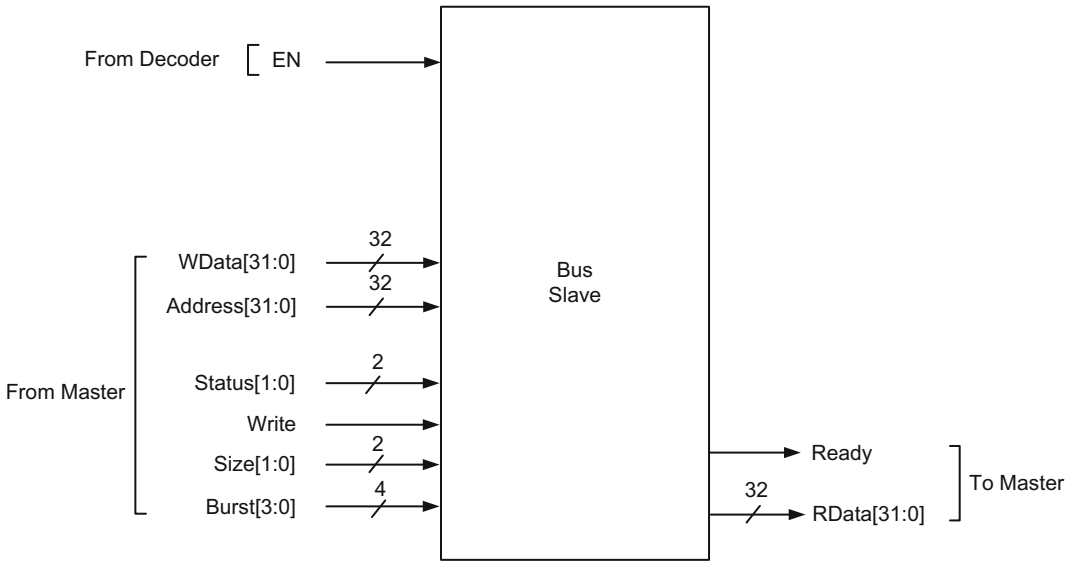 From Decoder
EN
From Master
32
WData[31:0]
32
Address[31:0]
2
Status[1:0]
Write
2
Size[1:0]
4
Burst[3:0]
Bus
Slave
Ready
32
RData[31:0]
To Master